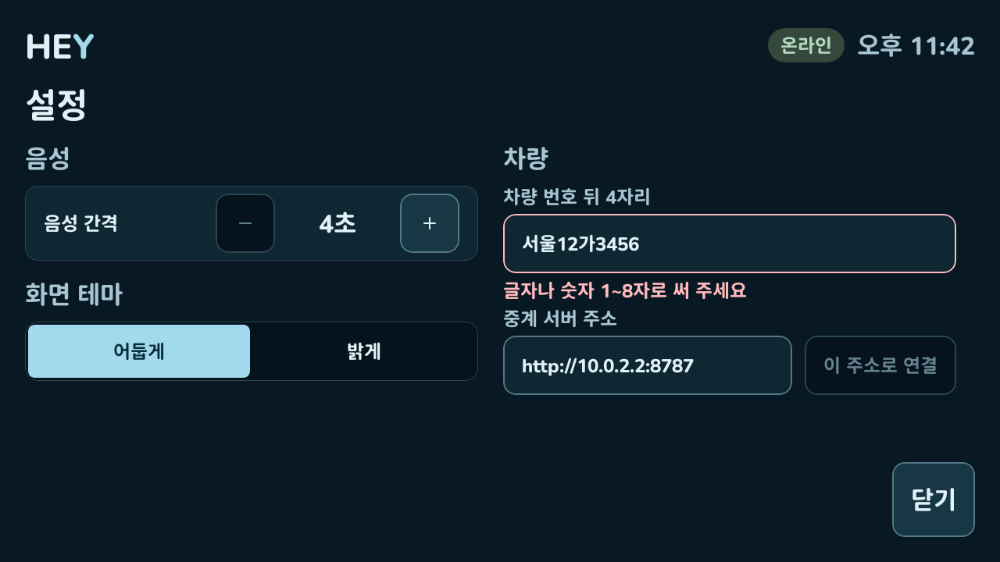 HEY
온라인 오후 11:42
설정
음성
음성 간격 − 4초 +
화면 테마
어둡게 밝게
차량
차량 번호 뒤 4자리
서울12가3456
글자나 숫자 1~8자로 써 주세요
중계 서버 주소
http://10.0.2.2:8787 이 주소로 연결
닫기